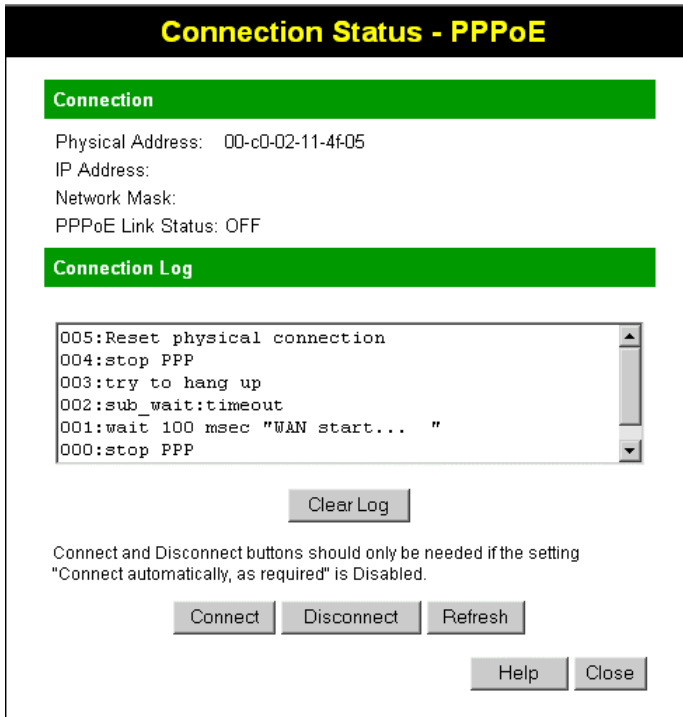 Connection Status - PPPoE
Connection
Physical Address: 00-c0-02-11-4f-05
IP Address:
Network Mask:
PPPoE Link Status: OFF
Connection Log
005:Reset physical connection
004:stop PPP
003:try to hang up
002:sub_wait:timeout
001:wait 100 msec "WAN start...  "
000:stop PPP
Clear Log
Connect and Disconnect buttons should only be needed if the setting
"Connect automatically, as required" is Disabled.
Connect Disconnect Refresh
Help Close